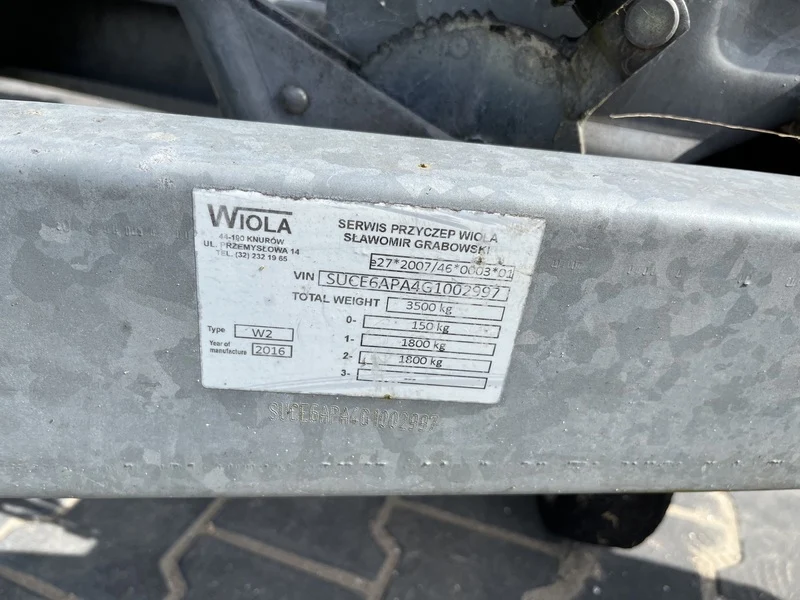 WIOLA
44-190 KNURÓW
UL. PRZEMYSŁOWA 14
TEL. (32) 232 19 65
SERWIS PRZYCZEP WIOLA
SŁAWOMIR GRABOWSKI
e27*2007/46*0003*01
VIN SUCE6APA4G1002997
TOTAL WEIGHT 3500 kg
0- 150 kg
1- 1800 kg
2- 1800 kg
3- ---
Type W2
Year of
manufacture 2016
SUCE6APA4G1002997